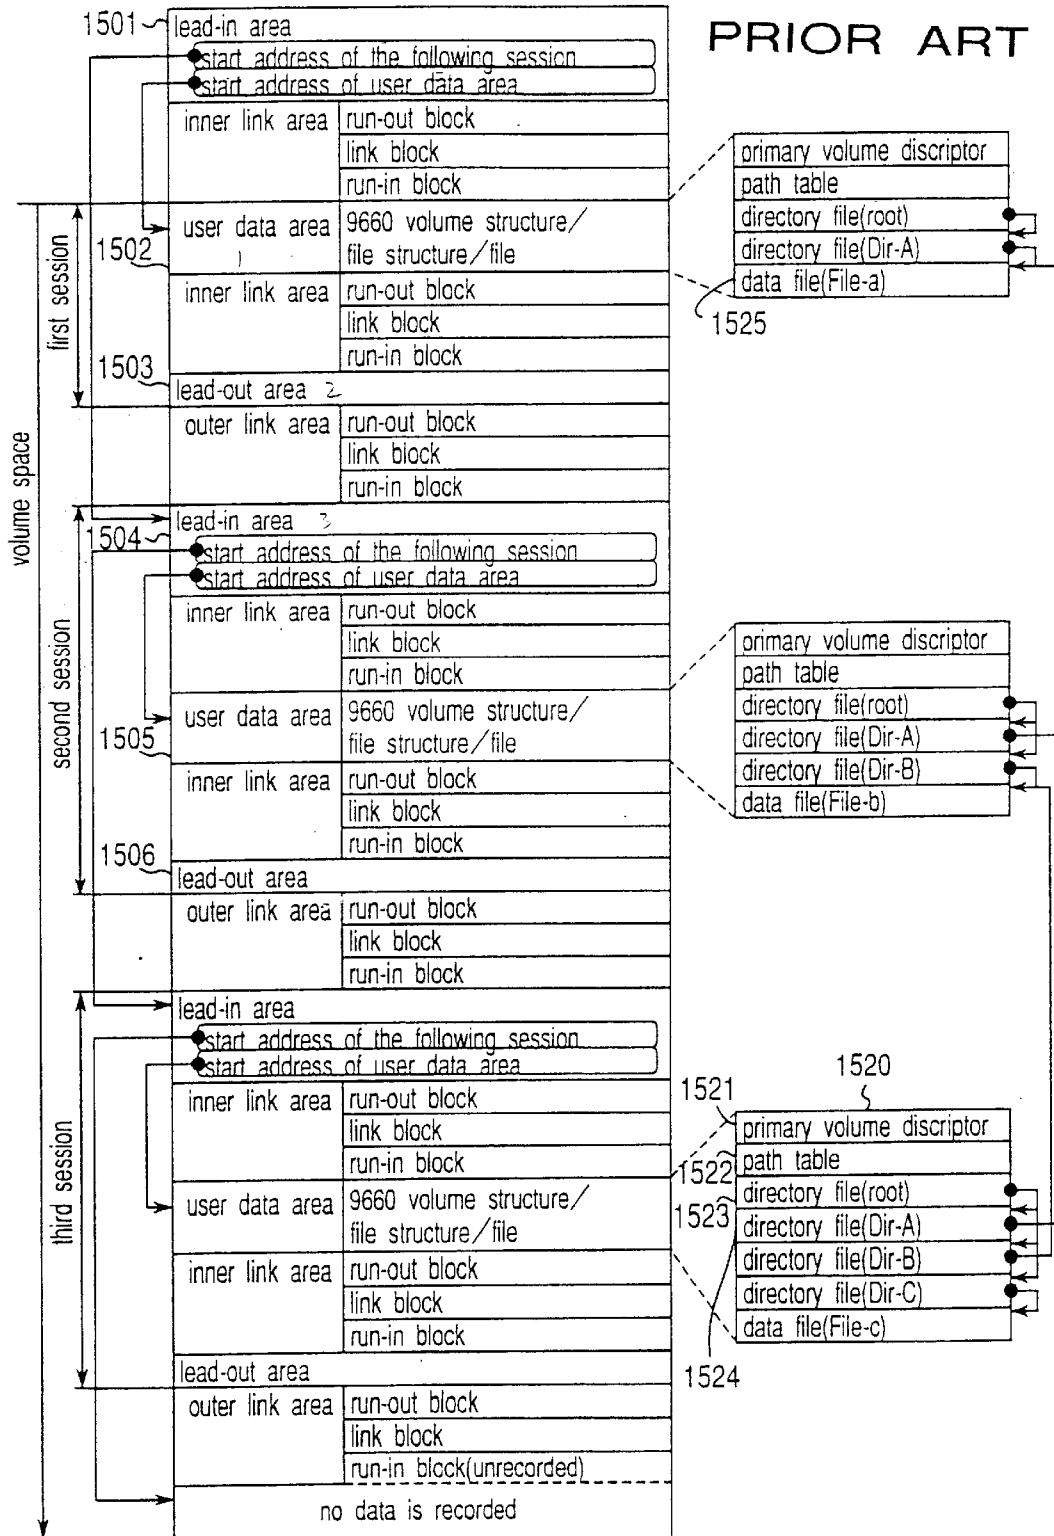 PRIOR ART
1501
lead-in area
start address of the following session
start address of user data area
inner link area
run-out block
link block
run-in block
1502
user data area
1
9660 volume structure/
file structure/file
inner link area
run-out block
link block
run-in block
1503
lead-out area 2
outer link area
run-out block
link block
run-in block
1504
lead-in area 3
start address of the following session
start address of user data area
inner link area
run-out block
link block
run-in block
1505
user data area
9660 volume structure/
file structure/file
inner link area
run-out block
link block
run-in block
1506
lead-out area
outer link area
run-out block
link block
run-in block
lead-in area
start address of the following session
start address of user data area
inner link area
run-out block
link block
run-in block
user data area
9660 volume structure/
file structure/file
inner link area
run-out block
link block
run-in block
lead-out area
outer link area
run-out block
link block
run-in block(unrecorded)
no data is recorded
volume space
first session
second session
third session
primary volume discriptor
path table
directory file(root)
directory file(Dir-A)
data file(File-a)
1525
primary volume discriptor
path table
directory file(root)
directory file(Dir-A)
directory file(Dir-B)
data file(File-b)
1520
1521
primary volume discriptor
1522
path table
1523
directory file(root)
directory file(Dir-A)
directory file(Dir-B)
directory file(Dir-C)
data file(File-c)
1524